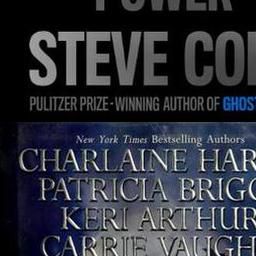 POWER
STEVE CO
PULITZER PRIZE-WINNING AUTHOR OF GHOST
New York Times Bestselling Authors
CHARLAINE HAR
PATRICIA BRIGG
KERI ARTHUR
CARRIE VAUGH